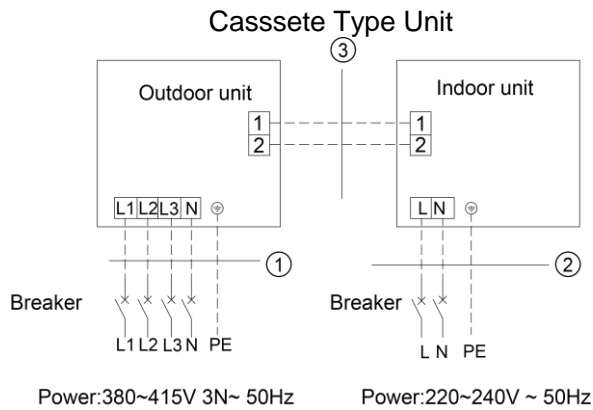 Casssete Type Unit
③
Outdoor unit
Indoor unit
1 1
2 2
L1 L2 L3 N
L N
① ②
Breaker
Breaker
L1 L2 L3 N PE
L N PE
Power:380~415V 3N~ 50Hz
Power:220~240V ~ 50Hz